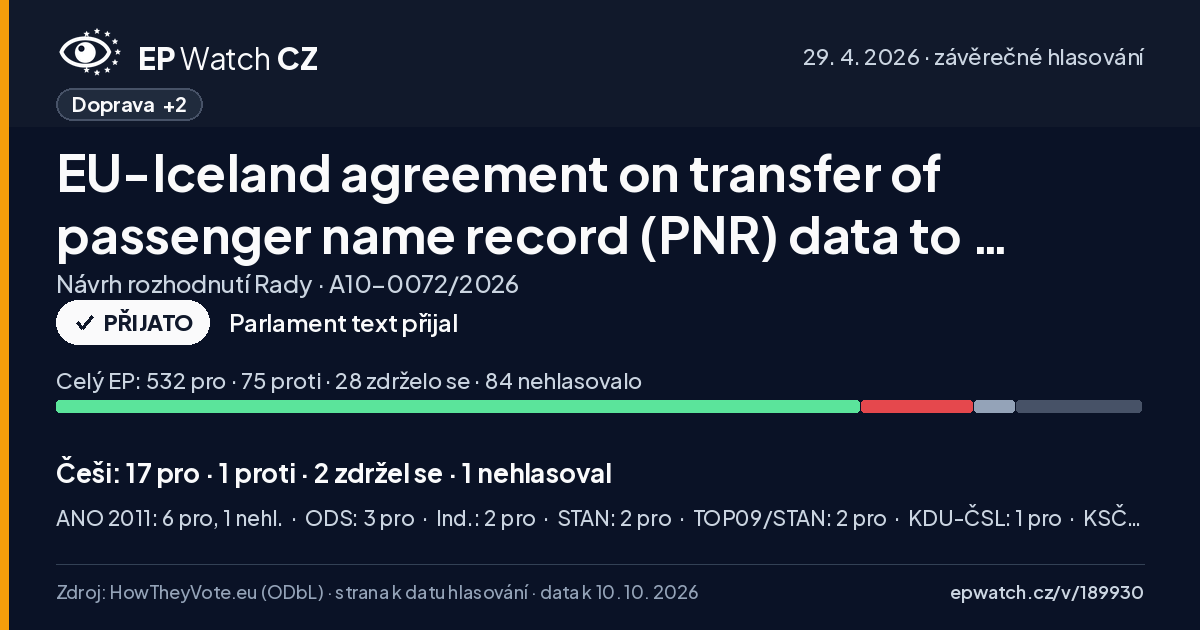 EP Watch CZ
29. 4. 2026 · závěrečné hlasování
Doprava +2
EU–Iceland agreement on transfer of
passenger name record (PNR) data to …
Návrh rozhodnutí Rady · A10–0072/2026
✓ PŘIJATO Parlament text přijal
Celý EP: 532 pro · 75 proti · 28 zdrželo se · 84 nehlasovalo
Češi: 17 pro · 1 proti · 2 zdržel se · 1 nehlasoval
ANO 2011: 6 pro, 1 nehl. · ODS: 3 pro · Ind.: 2 pro · STAN: 2 pro · TOP09/STAN: 2 pro · KDU-ČSL: 1 pro · KSČ…
Zdroj: HowTheyVote.eu (ODbL) · strana k datu hlasování · data k 10. 10. 2026
epwatch.cz/v/189930